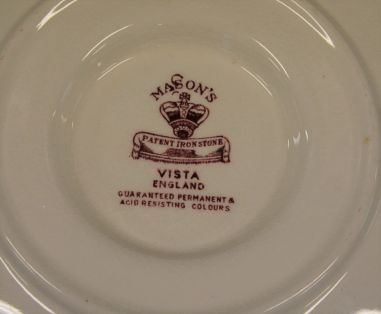 MASON'S
PATENT IRONSTONE
VISTA
ENGLAND
GUARANTEED PERMANENT &
ACID RESISTING COLOURS